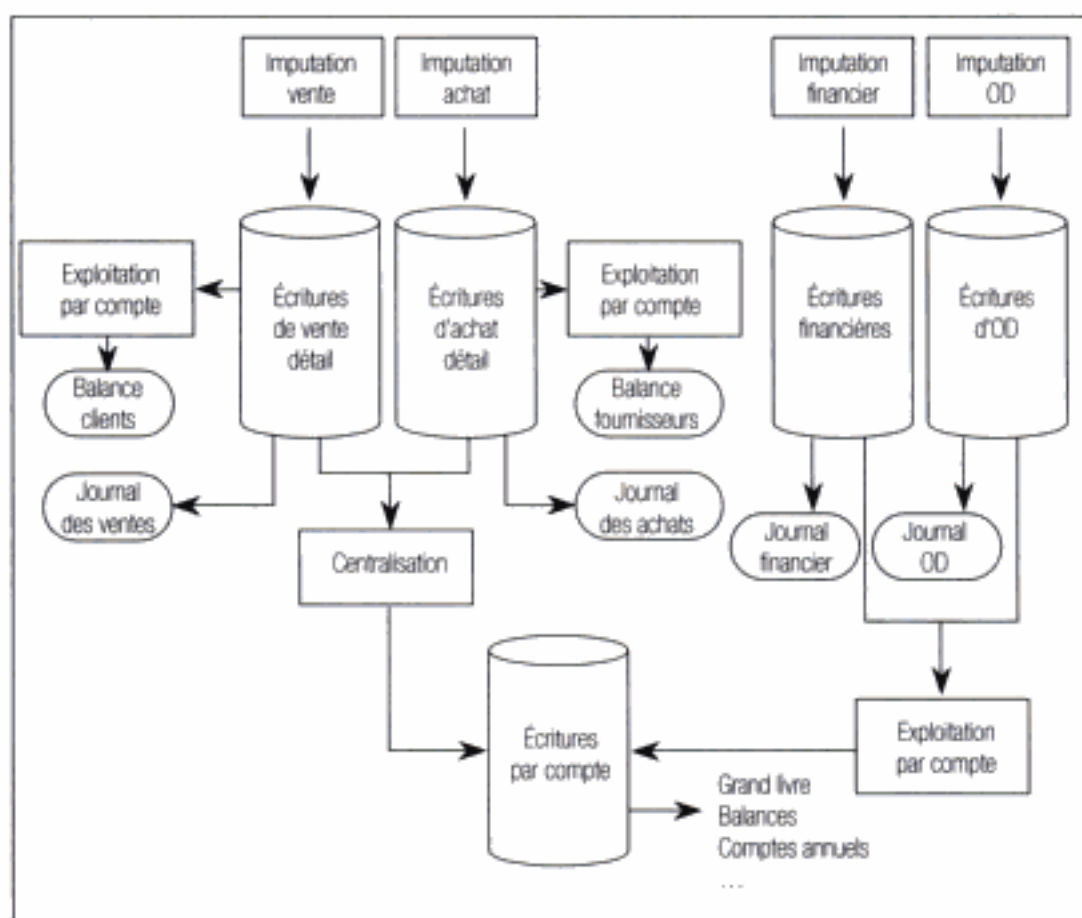 Imputation
vente
Imputation
achat
Imputation
financier
Imputation
OD
Exploitation
par compte
Écritures
de vente
détail
Écritures
d'achat
détail
Exploitation
par compte
Écritures
financières
Écritures
d'OD
Balance
clients
Balance
fournisseurs
Journal
des ventes
Journal
des achats
Journal
financier
Journal
OD
Centralisation
Écritures
par compte
Exploitation
par compte
Grand livre
Balances
Comptes annuels
...